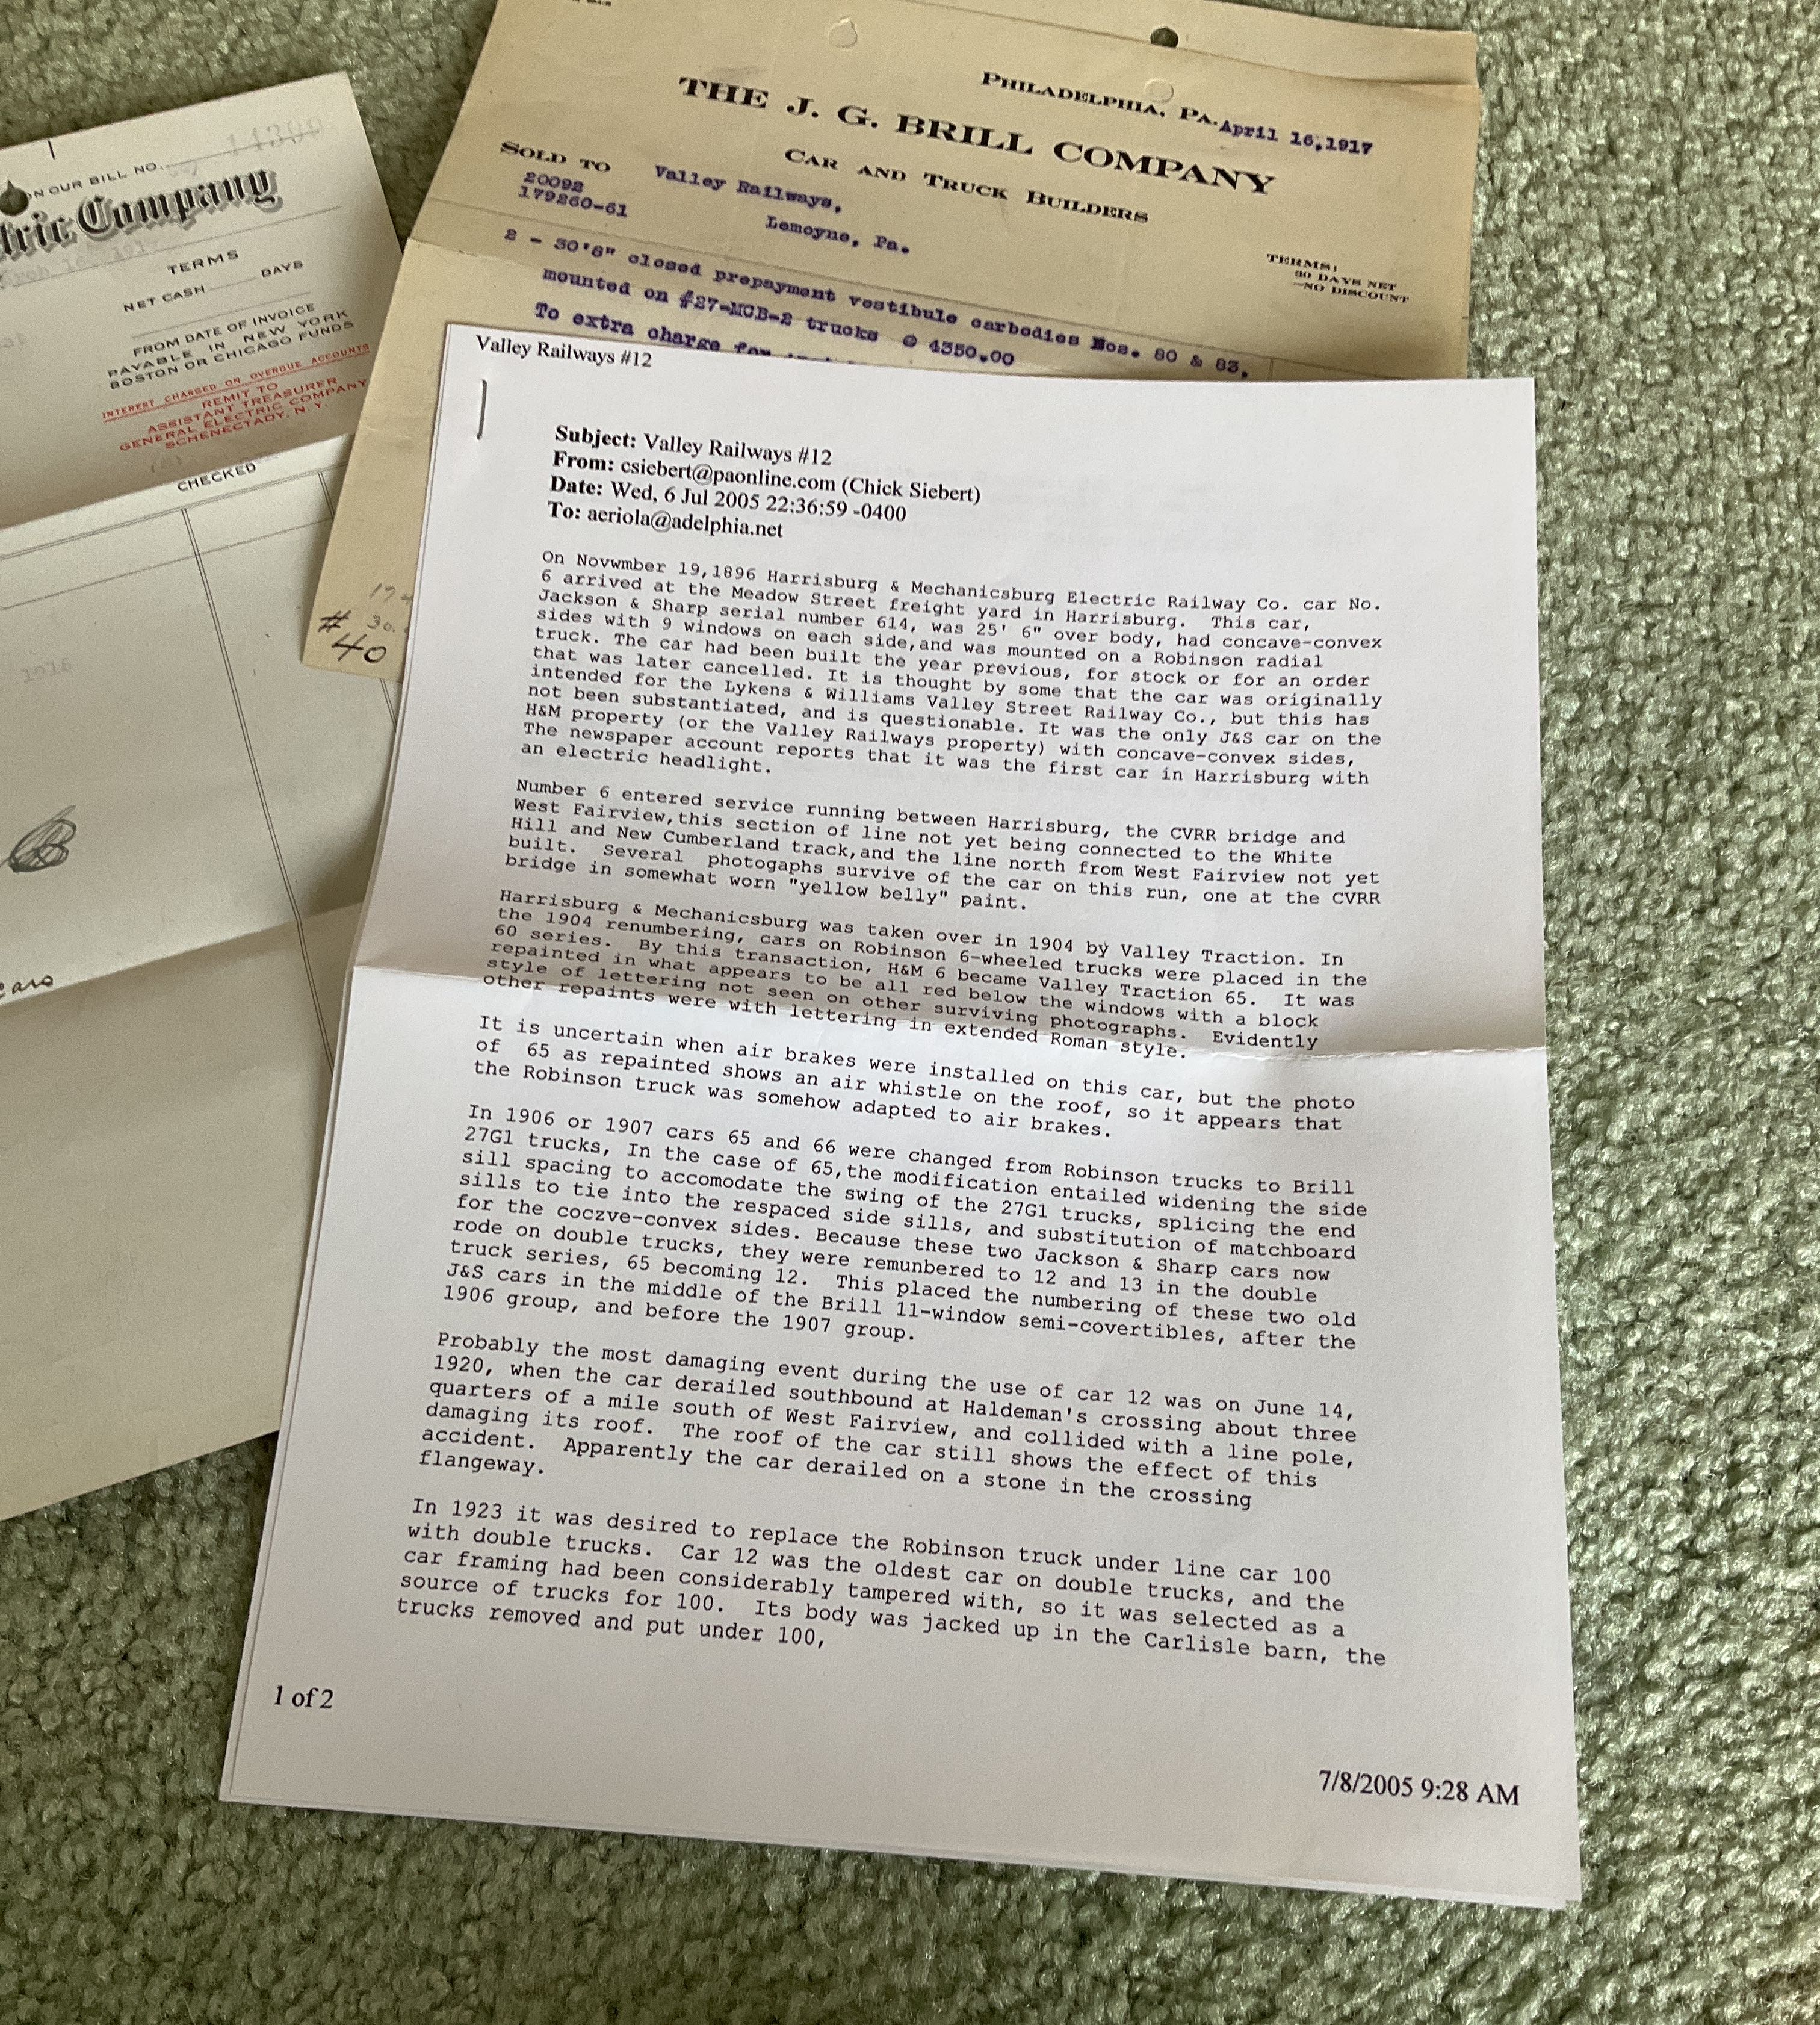 ON OUR BILL NO.
14300
tric Company
TERMS
NET CASH DAYS
FROM DATE OF INVOICE
PAYABLE IN NEW YORK
BOSTON OR CHICAGO FUNDS
INTEREST CHARGED ON OVERDUE ACCOUNTS
REMIT TO
ASSISTANT TREASURER
GENERAL ELECTRIC COMPANY
SCHENECTADY, N. Y.
CHECKED
1916
cars
PHILADELPHIA, PA. April 16,1917
THE J. G. BRILL COMPANY
CAR AND TRUCK BUILDERS
SOLD TO Valley Railways,
20092
179260-61 Lemoyne, Pa.
TERMS;
30 DAYS NET
—NO DISCOUNT
2 - 30'8" closed prepayment vestibule carbodies Nos. 80 & 83,
mounted on #27-MCB-2 trucks @ 4350.00
To extra charge for
# 30.
40
Valley Railways #12
Subject: Valley Railways #12
From: csiebert@paonline.com (Chick Siebert)
Date: Wed, 6 Jul 2005 22:36:59 -0400
To: aeriola@adelphia.net
On Novwmber 19,1896 Harrisburg & Mechanicsburg Electric Railway Co. car No.
6 arrived at the Meadow Street freight yard in Harrisburg.  This car,
Jackson & Sharp serial number 614, was 25' 6" over body, had concave-convex
sides with 9 windows on each side,and was mounted on a Robinson radial
truck. The car had been built the year previous, for stock or for an order
that was later cancelled. It is thought by some that the car was originally
intended for the Lykens & Williams Valley Street Railway Co., but this has
not been substantiated, and is questionable. It was the only J&S car on the
H&M property (or the Valley Railways property) with concave-convex sides,
The newspaper account reports that it was the first car in Harrisburg with
an electric headlight.
Number 6 entered service running between Harrisburg, the CVRR bridge and
West Fairview,this section of line not yet being connected to the White
Hill and New Cumberland track,and the line north from West Fairview not yet
built.  Several  photogaphs survive of the car on this run, one at the CVRR
bridge in somewhat worn "yellow belly" paint.
Harrisburg & Mechanicsburg was taken over in 1904 by Valley Traction. In
the 1904 renumbering, cars on Robinson 6-wheeled trucks were placed in the
60 series.  By this transaction, H&M 6 became Valley Traction 65.  It was
repainted in what appears to be all red below the windows with a block
style of lettering not seen on other surviving photographs.  Evidently
other repaints were with lettering in extended Roman style.
It is uncertain when air brakes were installed on this car, but the photo
of  65 as repainted shows an air whistle on the roof, so it appears that
the Robinson truck was somehow adapted to air brakes.
In 1906 or 1907 cars 65 and 66 were changed from Robinson trucks to Brill
27G1 trucks, In the case of 65,the modification entailed widening the side
sill spacing to accomodate the swing of the 27G1 trucks, splicing the end
sills to tie into the respaced side sills, and substitution of matchboard
for the coczve-convex sides. Because these two Jackson & Sharp cars now
rode on double trucks, they were remunbered to 12 and 13 in the double
truck series, 65 becoming 12.  This placed the numbering of these two old
J&S cars in the middle of the Brill 11-window semi-covertibles, after the
1906 group, and before the 1907 group.
Probably the most damaging event during the use of car 12 was on June 14,
1920, when the car derailed southbound at Haldeman's crossing about three
quarters of a mile south of West Fairview, and collided with a line pole,
damaging its roof.  The roof of the car still shows the effect of this
accident.  Apparently the car derailed on a stone in the crossing
flangeway.
In 1923 it was desired to replace the Robinson truck under line car 100
with double trucks.  Car 12 was the oldest car on double trucks, and the
car framing had been considerably tampered with, so it was selected as a
source of trucks for 100.  Its body was jacked up in the Carlisle barn, the
trucks removed and put under 100,
1 of 2
7/8/2005 9:28 AM